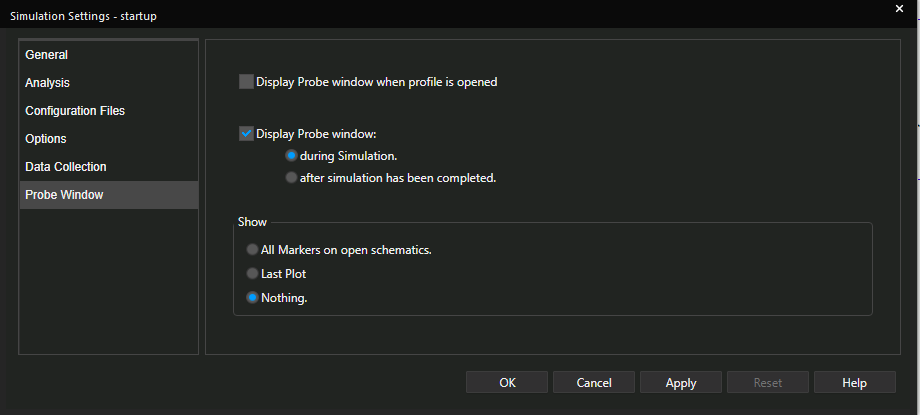 Simulation Settings - startup
General
Analysis
Configuration Files
Options
Data Collection
Probe Window
Display Probe window when profile is opened
Display Probe window:
during Simulation.
after simulation has been completed.
Show
All Markers on open schematics.
Last Plot
Nothing.
OK
Cancel
Apply
Reset
Help